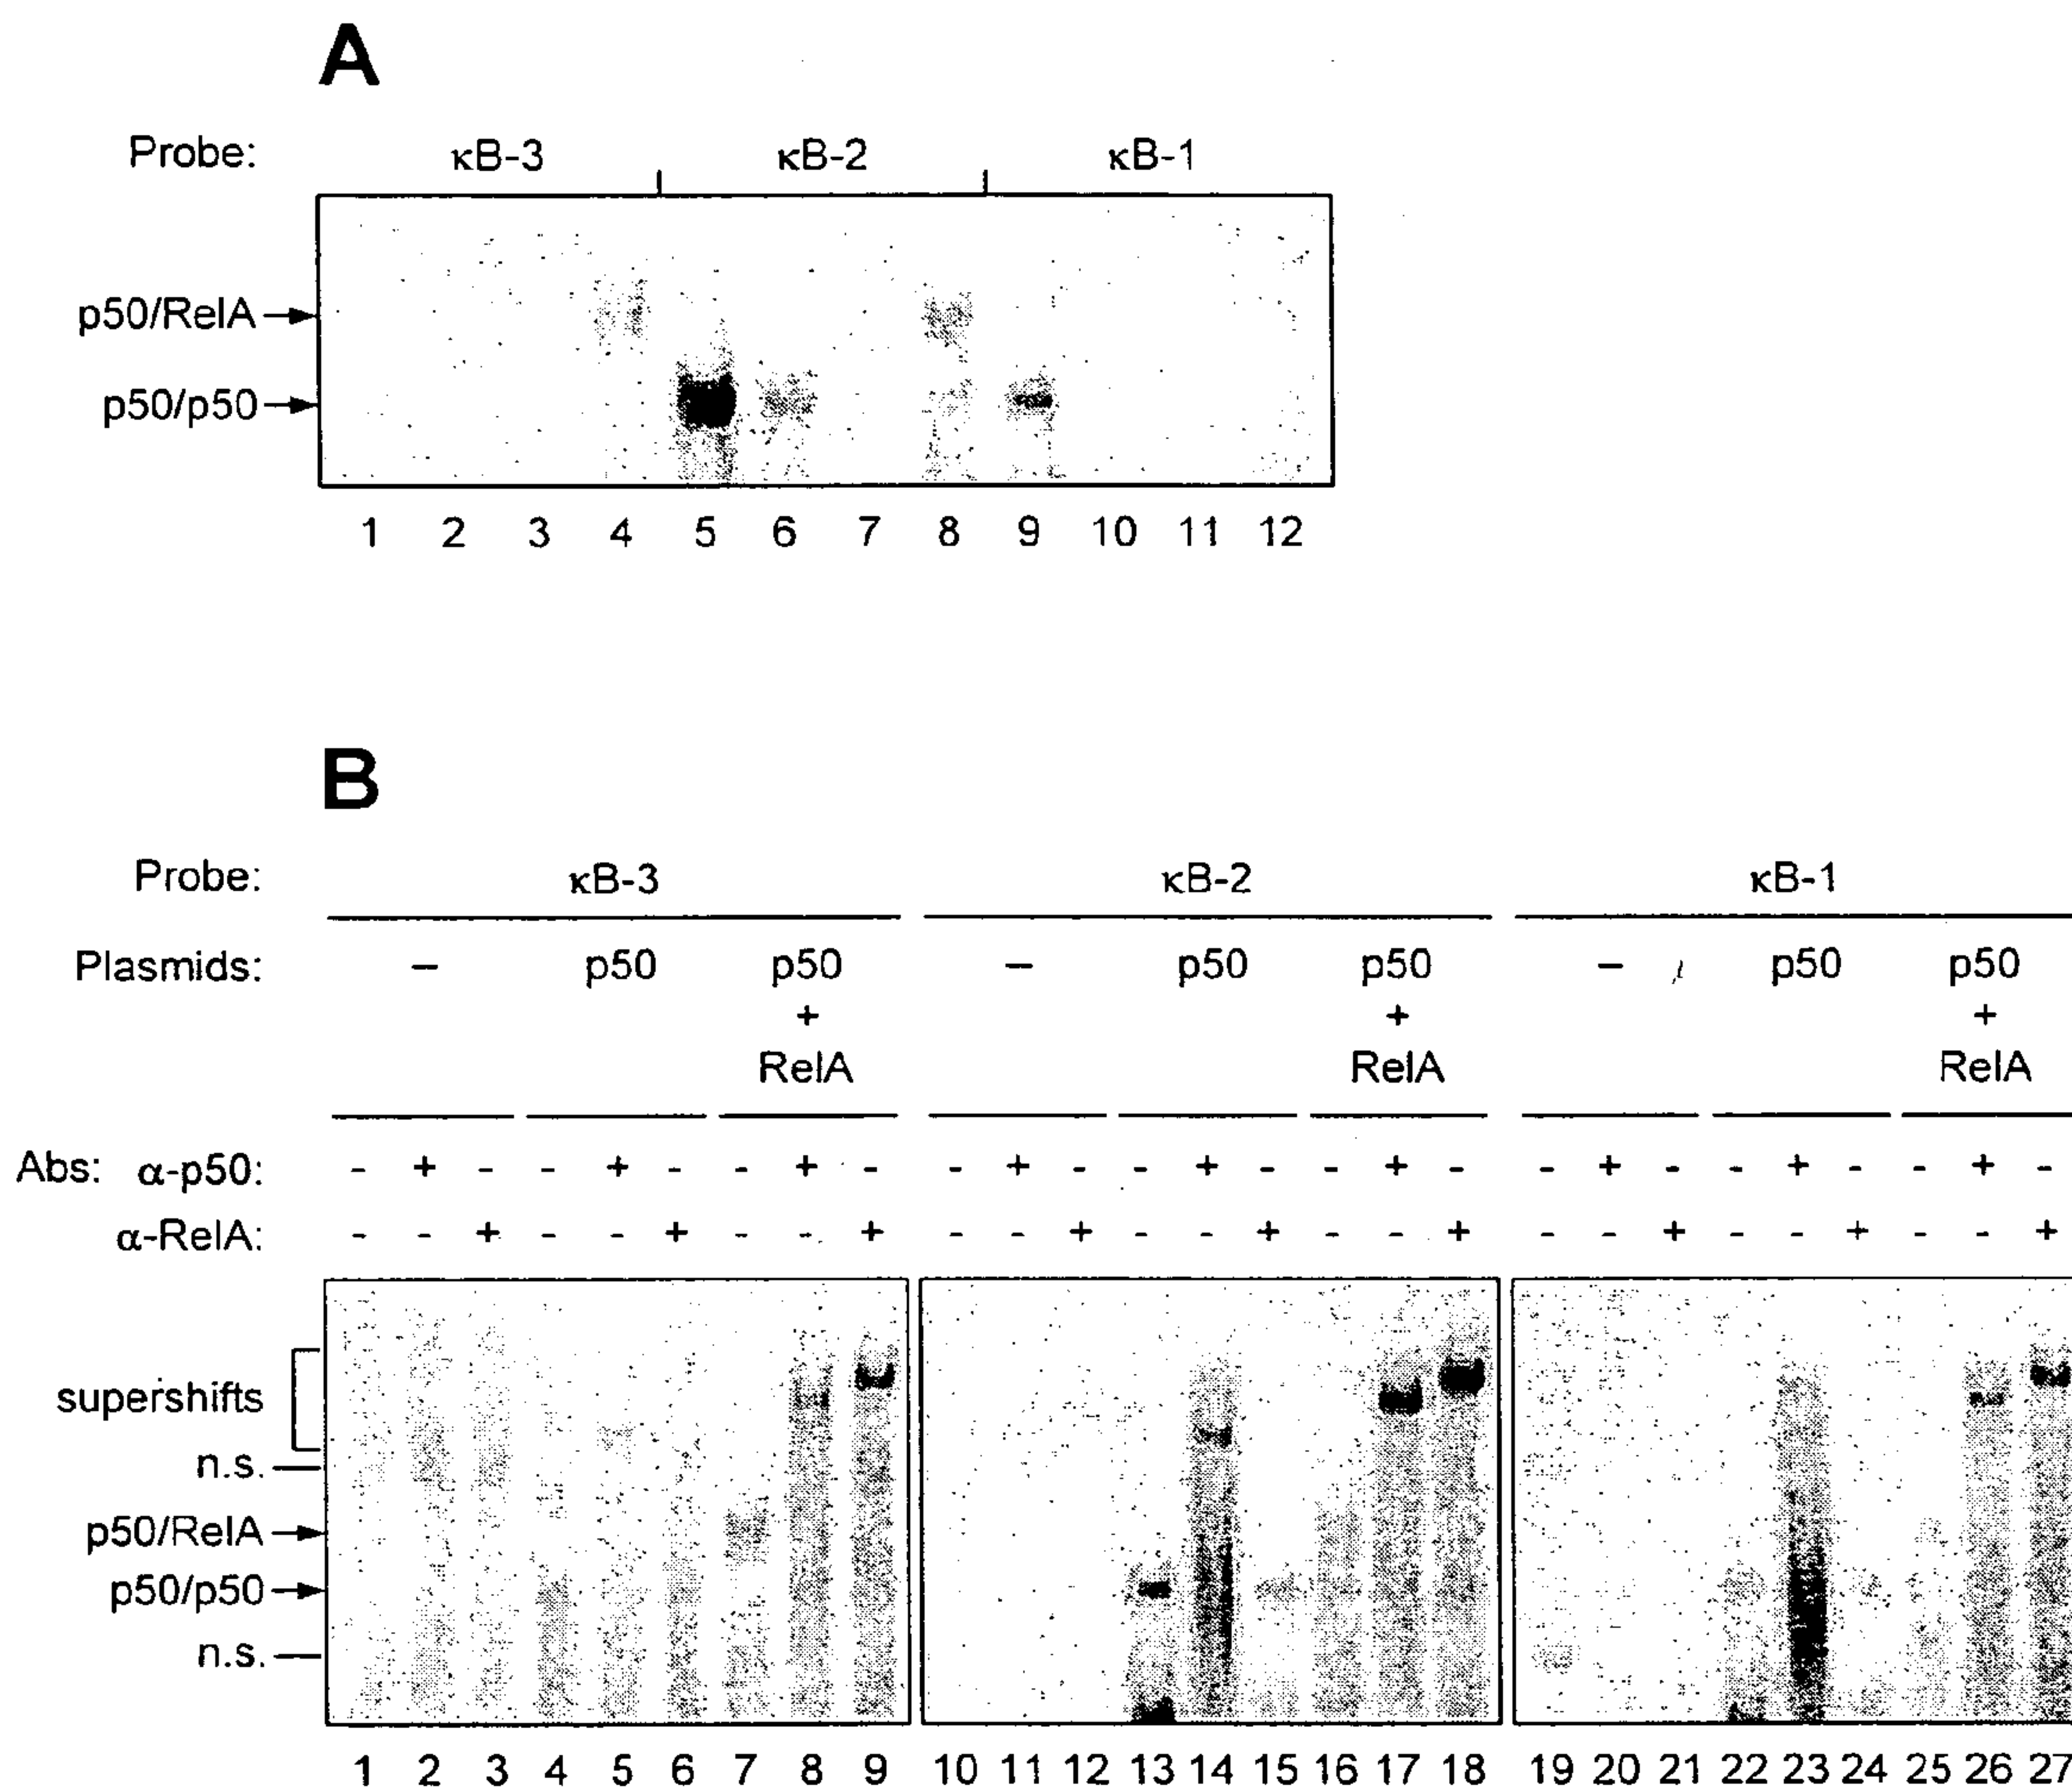 A
Probe: κB-3 κB-2 κB-1
p50/RelA
p50/p50
1 2 3 4 5 6 7 8 9 10 11 12
B
Probe: κB-3 κB-2 κB-1
Plasmids: – p50 p50 – p50 p50 – p50 p50
+ + +
RelA RelA RelA
Abs: α-p50: - + - - + - - + - - + - - + - - + - - + - - + - - + -
α-RelA: - - + - - + - - + - - + - - + - - + - - + - - + - - +
supershifts
n.s.
p50/RelA
p50/p50
n.s.
1 2 3 4 5 6 7 8 9 10 11 12 13 14 15 16 17 18 19 20 21 22 23 24 25 26 27